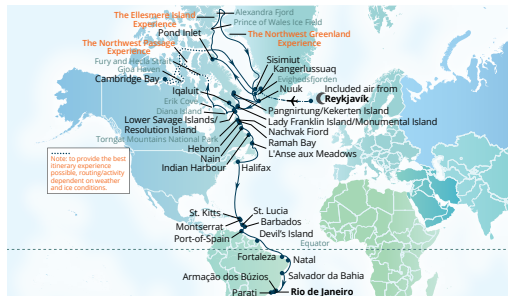 The Ellesmere Island
Experience
Alexandra Fjord
Prince of Wales Ice Field
Pond Inlet
The Northwest Greenland
Experience
The Northwest Passage
Experience
Fury and Hecla Strait
Gjoa Haven
Cambridge Bay
Sisimiut
Kangerlussuaq
Evighedsfjorden
Nuuk
Included air from
Reykjavík
Iqaluit
Erik Cove
Diana Island
Pangnirtung/Kekerten Island
Lower Savage Islands/
Resolution Island
Lady Franklin Island/Monumental Island
Nachvak Fiord
Torngat Mountains National Park
Ramah Bay
Hebron
L'Anse aux Meadows
Nain
Indian Harbour
Halifax
Note: to provide the best
itinerary experience
possible, routing/activity
dependent on weather
and ice conditions.
St. Kitts
St. Lucia
Montserrat
Barbados
Port-of-Spain
Devil's Island
Equator
Fortaleza
Natal
Armação dos Búzios
Salvador da Bahia
Parati
Rio de Janeiro